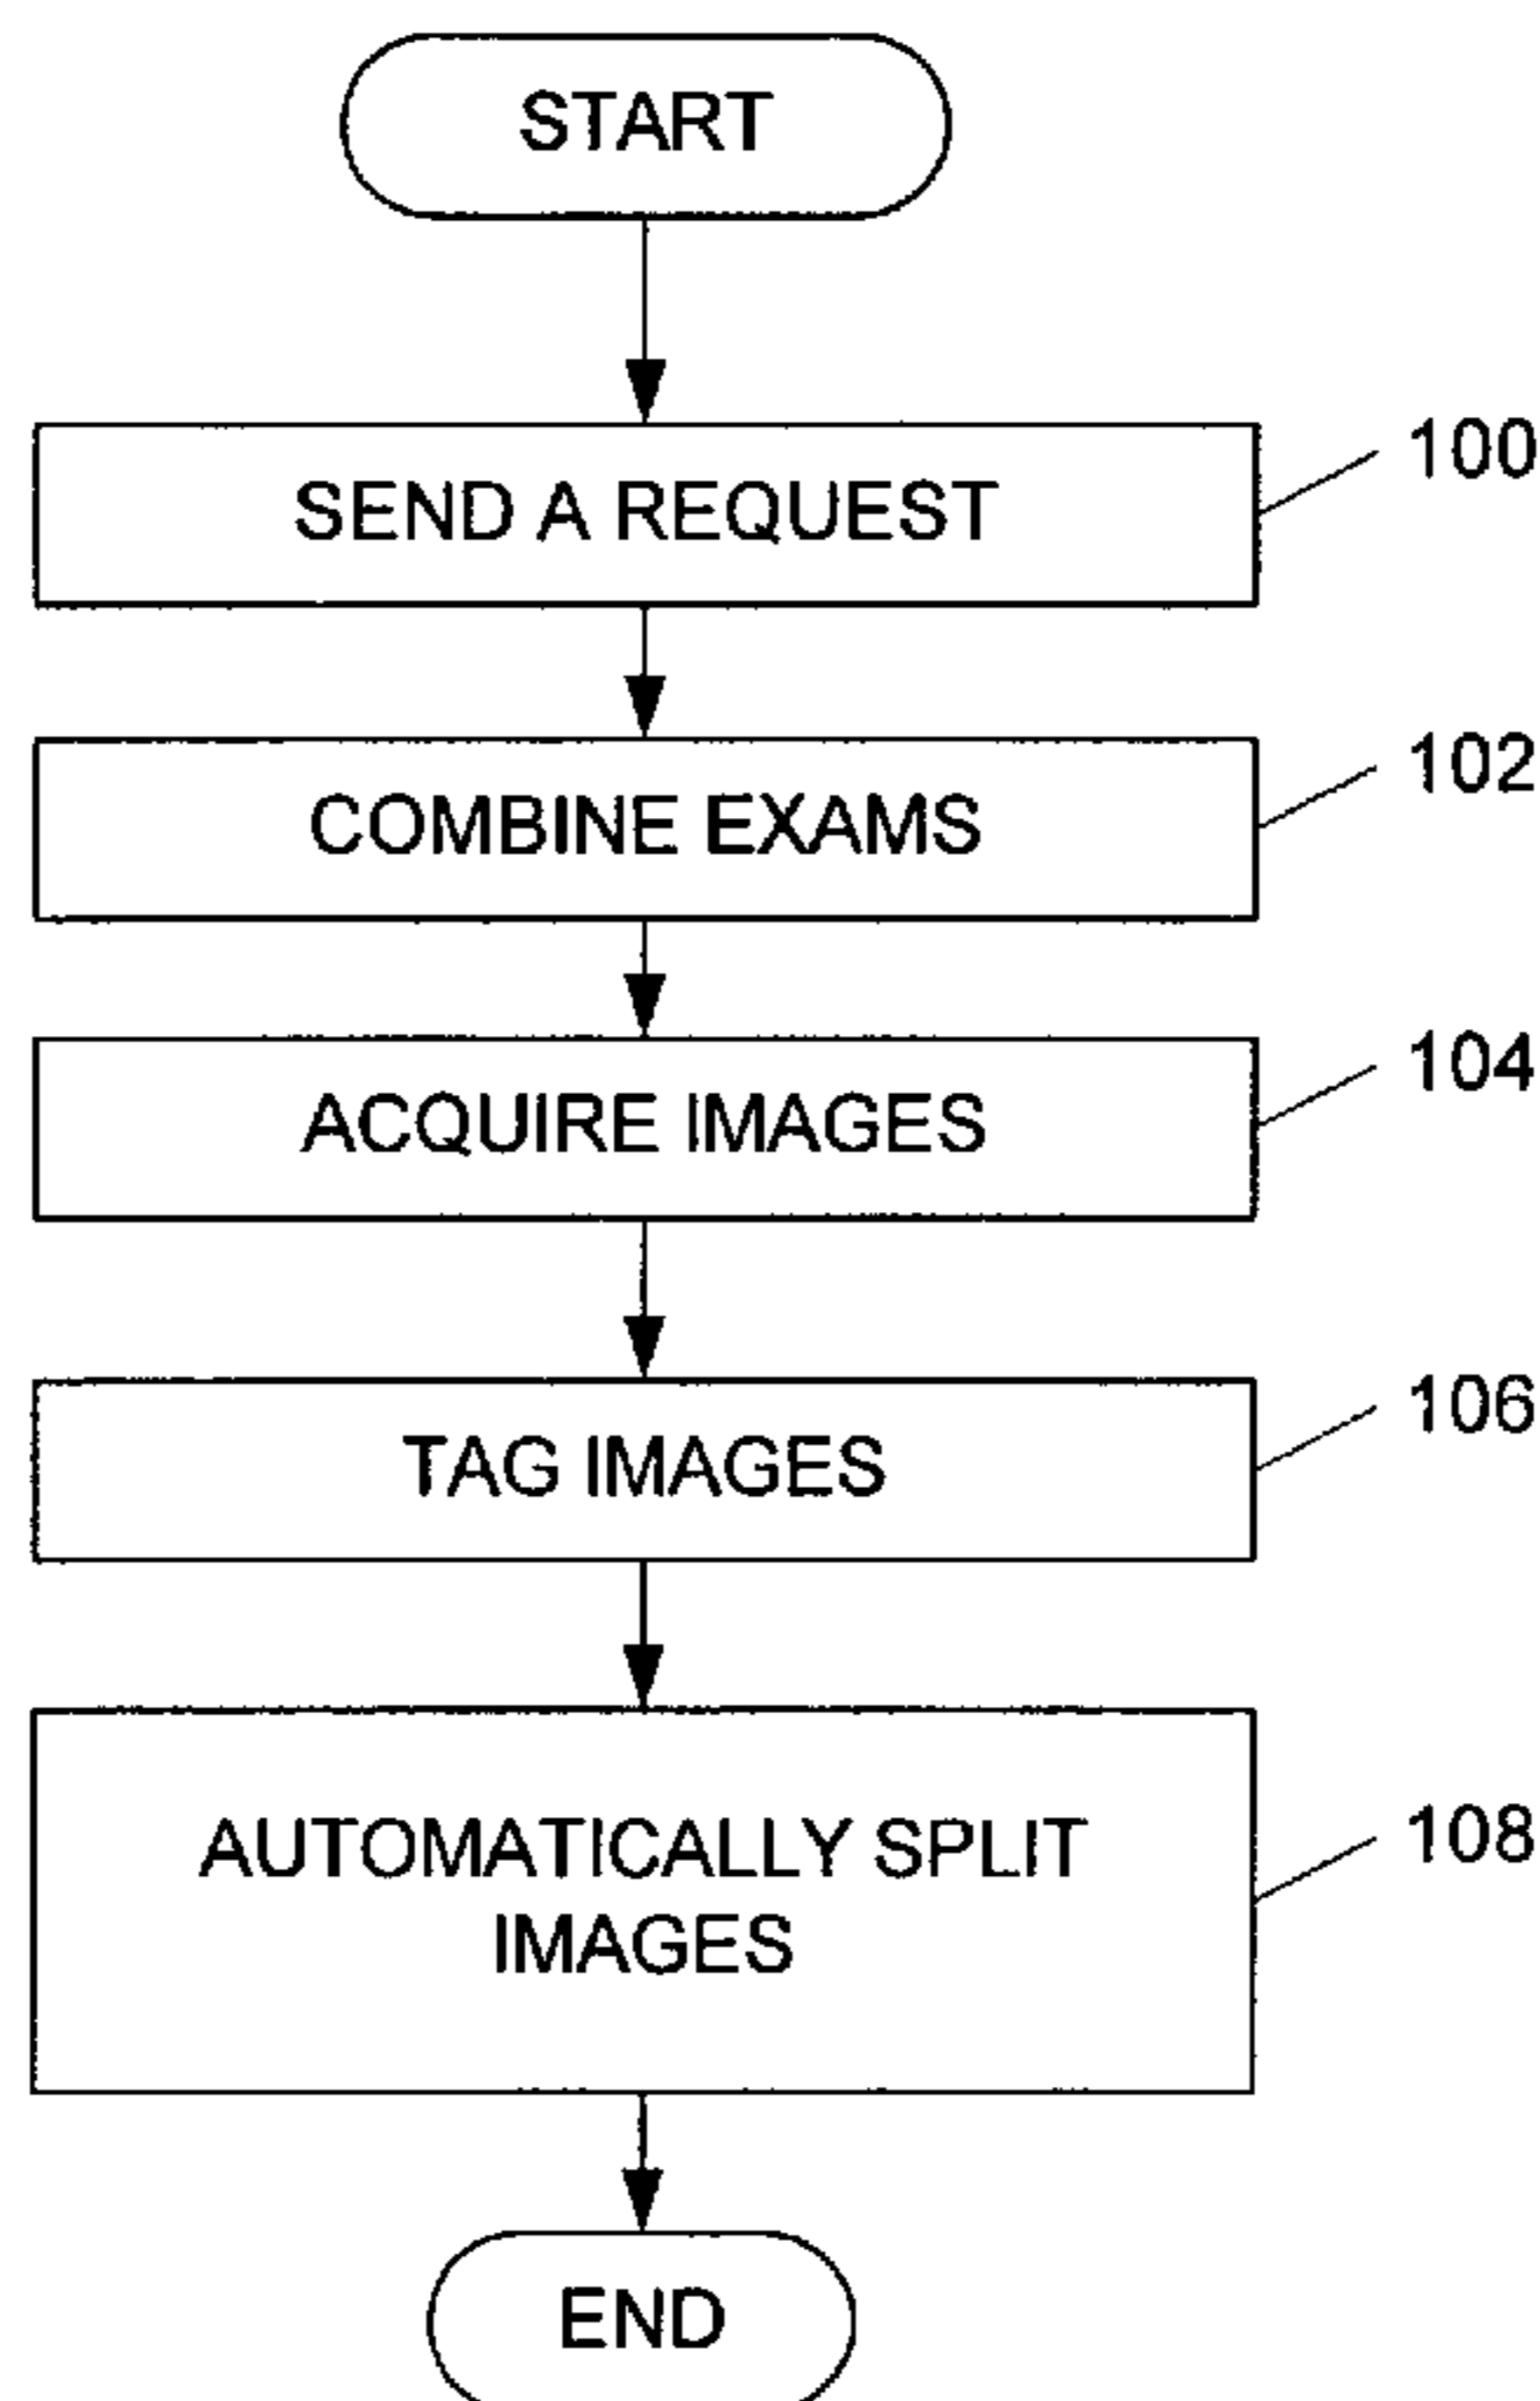 START
SEND A REQUEST
100
COMBINE EXAMS
102
ACQUIRE IMAGES
104
TAG IMAGES
106
AUTOMATICALLY SPLIT
IMAGES
108
END